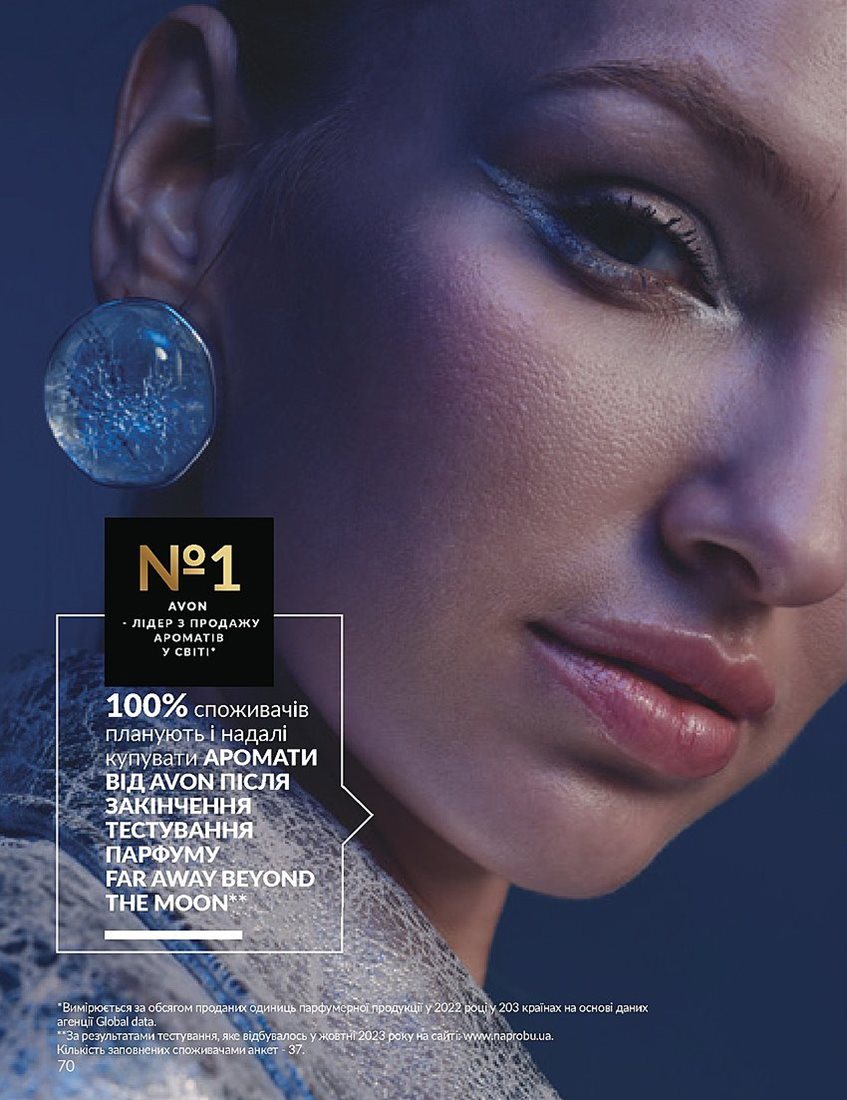 №1
AVON
- ЛІДЕР З ПРОДАЖУ
АРОМАТІВ
У СВІТІ*
100% споживачів
планують і надалі
купувати АРОМАТИ
ВІД AVON ПІСЛЯ
ЗАКІНЧЕННЯ
ТЕСТУВАННЯ
ПАРФУМУ
FAR AWAY BEYOND
THE MOON**
*Вимірюється за обсягом проданих одиниць парфумерної продукції у 2022 році у 203 країнах на основі даних
агенції Global data.
**За результатами тестування, яке відбувалось у жовтні 2023 року на сайті: www.naprobu.ua.
Кількість заповнених споживачами анкет - 37.
70